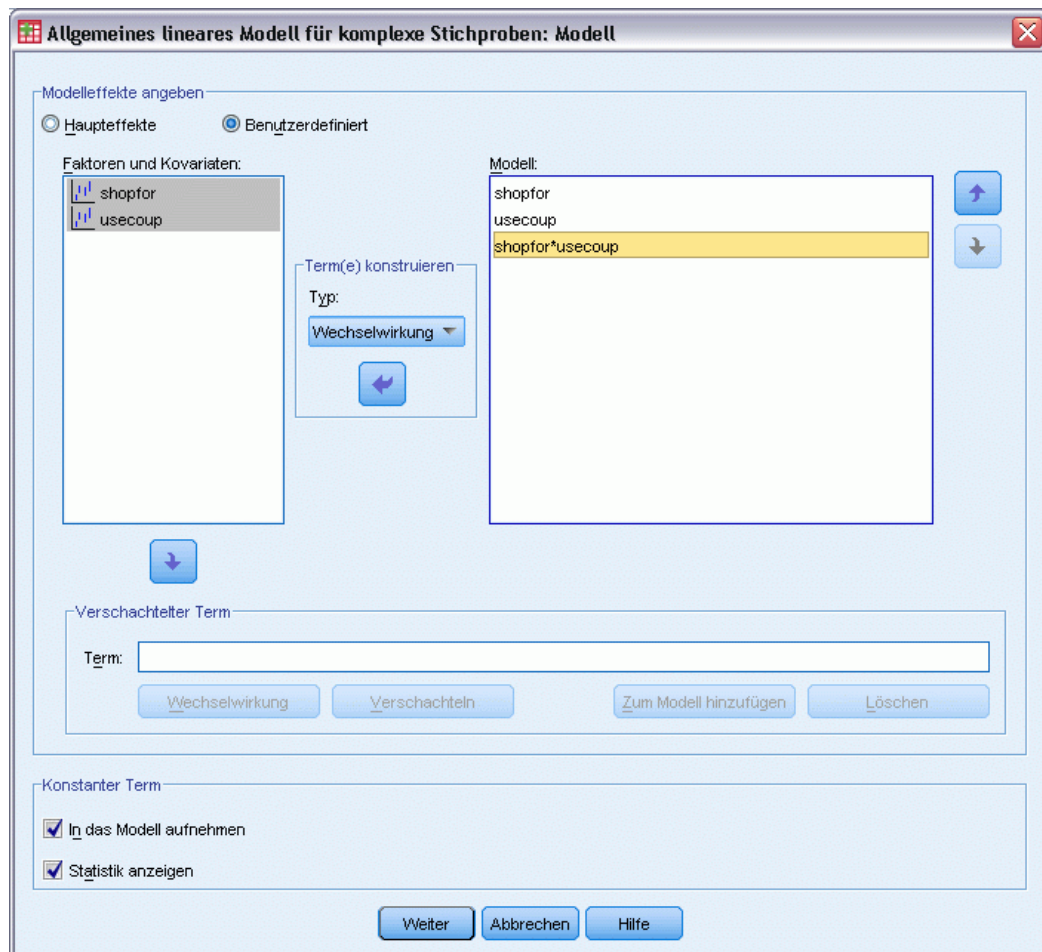 Allgemeines lineares Modell für komplexe Stichproben: Modell
Modelleffekte angeben
Haupteffekte
Benutzerdefiniert
Faktoren und Kovariaten:
shopfor
usecoup
Term(e) konstruieren
Typ:
Wechselwirkung
Modell:
shopfor
usecoup
shopfor*usecoup
Verschachtelter Term
Term:
Wechselwirkung
Verschachteln
Zum Modell hinzufügen
Löschen
Konstanter Term
In das Modell aufnehmen
Statistik anzeigen
Weiter
Abbrechen
Hilfe